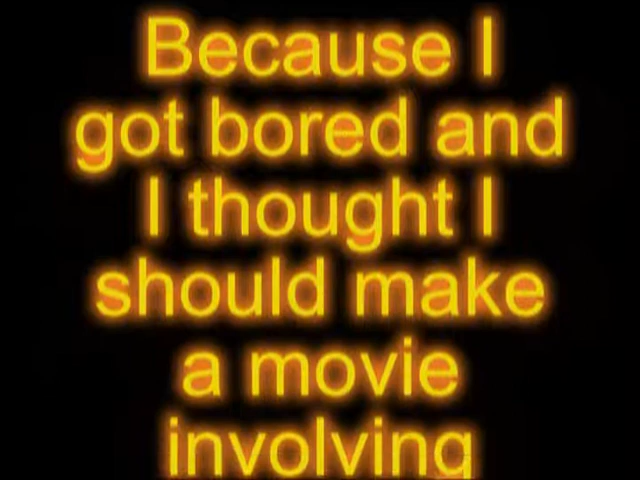 Because I
got bored and
I thought I
should make
a movie
involving